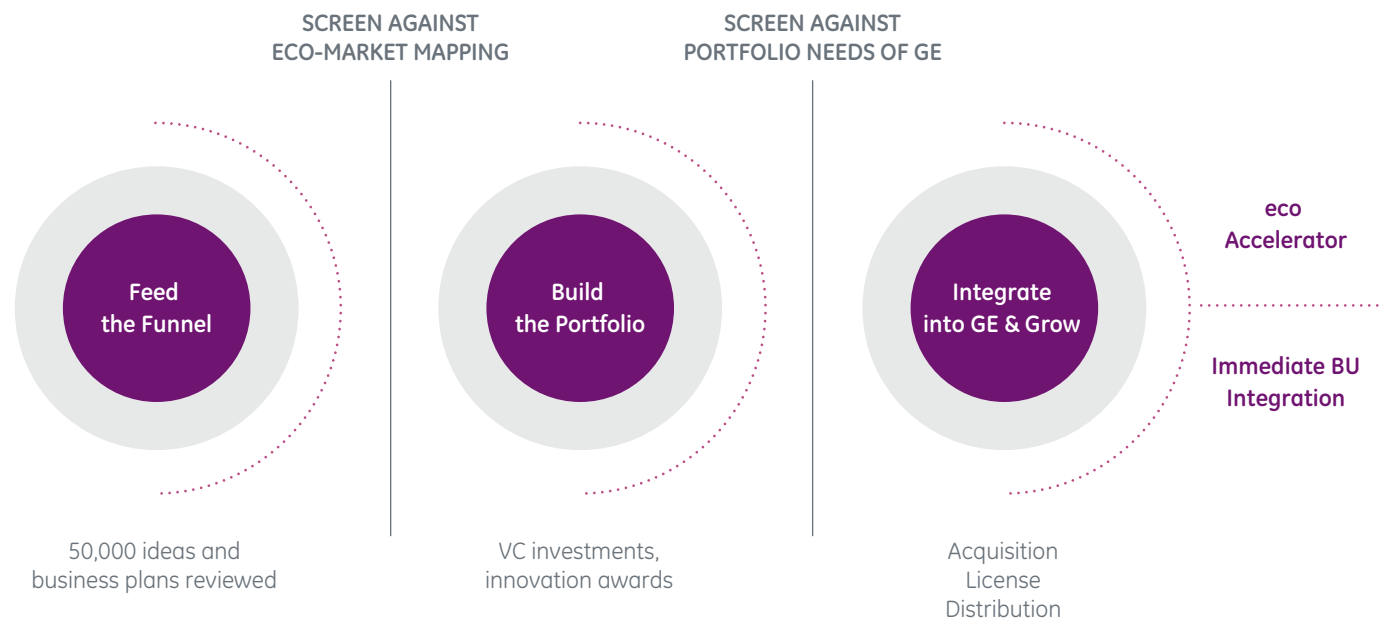 SCREEN AGAINST
ECO-MARKET MAPPING
SCREEN AGAINST
PORTFOLIO NEEDS OF GE
Feed
the Funnel
Build
the Portfolio
Integrate
into GE & Grow
eco
Accelerator
Immediate BU
Integration
50,000 ideas and
business plans reviewed
VC investments,
innovation awards
Acquisition
License
Distribution